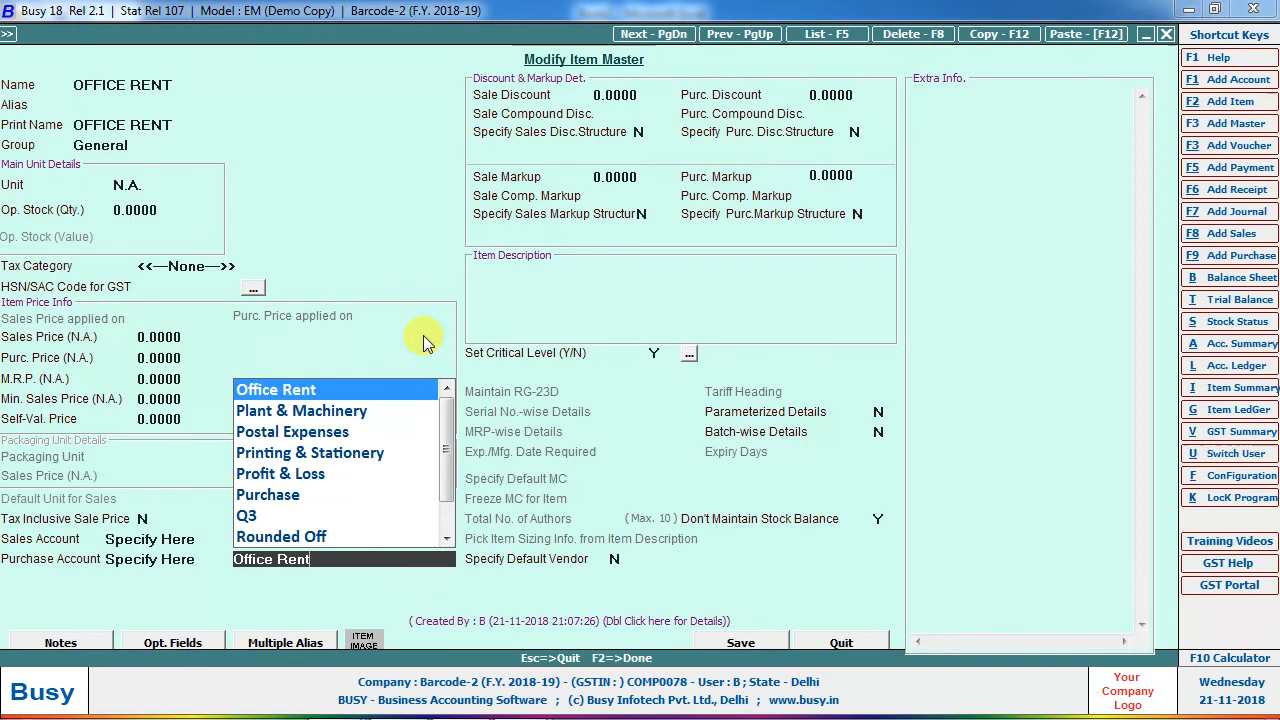 Busy 18 Rel 2.1 | Stat Rel 107 | Model : EM (Demo Copy) | Barcode-2 (F.Y. 2018-19)
>> Next - PgDn Prev - PgUp List - F5 Delete - F8 Copy - F12 Paste - [F12]
Modify Item Master
Name OFFICE RENT
Alias
Print Name OFFICE RENT
Group General
Main Unit Details
Unit N.A.
Op. Stock (Qty.) 0.0000
Op. Stock (Value)
Tax Category <<—None—>>
HSN/SAC Code for GST ...
Item Price Info
Sales Price applied on Purc. Price applied on
Sales Price (N.A.) 0.0000
Purc. Price (N.A.) 0.0000
M.R.P. (N.A.) 0.0000
Min. Sales Price (N.A.) 0.0000
Self-Val. Price 0.0000
Packaging Unit Details
Packaging Unit
Sales Price (N.A.)
Default Unit for Sales
Tax Inclusive Sale Price N
Sales Account Specify Here
Purchase Account Specify Here Office Rent
Office Rent
Plant & Machinery
Postal Expenses
Printing & Stationery
Profit & Loss
Purchase
Q3
Rounded Off
Discount & Markup Det.
Sale Discount 0.0000 Purc. Discount 0.0000
Sale Compound Disc. Purc. Compound Disc.
Specify Sales Disc.Structure N Specify Purc. Disc.Structure N
Sale Markup 0.0000 Purc. Markup 0.0000
Sale Comp. Markup Purc. Comp. Markup
Specify Sales Markup Structur N Specify Purc.Markup Structure N
Item Description
Set Critical Level (Y/N) Y ...
Maintain RG-23D Tariff Heading
Serial No.-wise Details Parameterized Details N
MRP-wise Details Batch-wise Details N
Exp./Mfg. Date Required Expiry Days
Specify Default MC
Freeze MC for Item
Total No. of Authors (Max. 10) Don't Maintain Stock Balance Y
Pick Item Sizing Info. from Item Description
Specify Default Vendor N
Extra Info.
( Created By : B (21-11-2018 21:07:26) (Dbl Click here for Details))
Notes Opt. Fields Multiple Alias ITEM IMAGE Save Quit
Esc=>Quit F2=>Done
Shortcut Keys
F1 Help
F1 Add Account
F2 Add Item
F3 Add Master
F3 Add Voucher
F5 Add Payment
F6 Add Receipt
F7 Add Journal
F8 Add Sales
F9 Add Purchase
B Balance Sheet
T Trial Balance
S Stock Status
A Acc. Summary
L Acc. Ledger
I Item Summary
G Item LedGer
V GST Summary
U Switch User
F ConFiguration
K LocK Program
Training Videos
GST Help
GST Portal
F10 Calculator
Busy
Company : Barcode-2 (F.Y. 2018-19) - (GSTIN : ) COMP0078 - User : B ; State - Delhi
BUSY - Business Accounting Software ; (c) Busy Infotech Pvt. Ltd., Delhi ; www.busy.in
Your
Company
Logo
Wednesday
21-11-2018